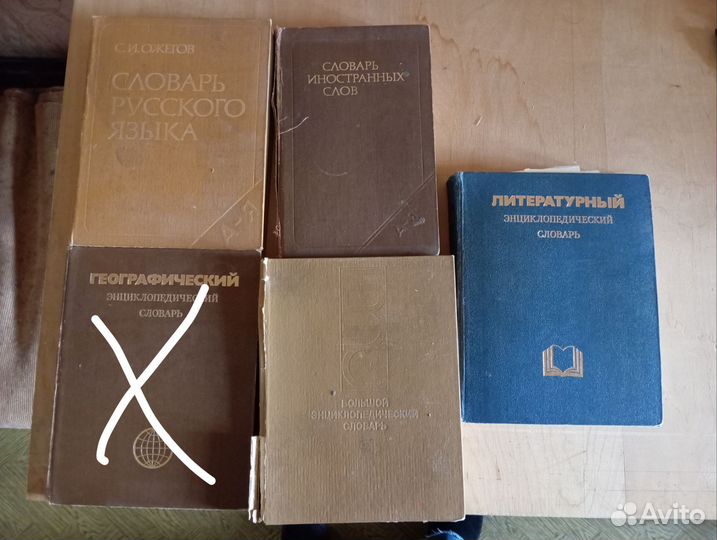 С.И.ОЖЕГОВ
СЛОВАРЬ
РУССКОГО
ЯЗЫКА
А-Я
СЛОВАРЬ
ИНОСТРАННЫХ
СЛОВ
А-Я
ЛИТЕРАТУРНЫЙ
ЭНЦИКЛОПЕДИЧЕСКИЙ
СЛОВАРЬ
ГЕОГРАФИЧЕСКИЙ
ЭНЦИКЛОПЕДИЧЕСКИЙ
СЛОВАРЬ
БОЛЬШОЙ
ЭНЦИКЛОПЕДИЧЕСКИЙ
СЛОВАРЬ
Avito